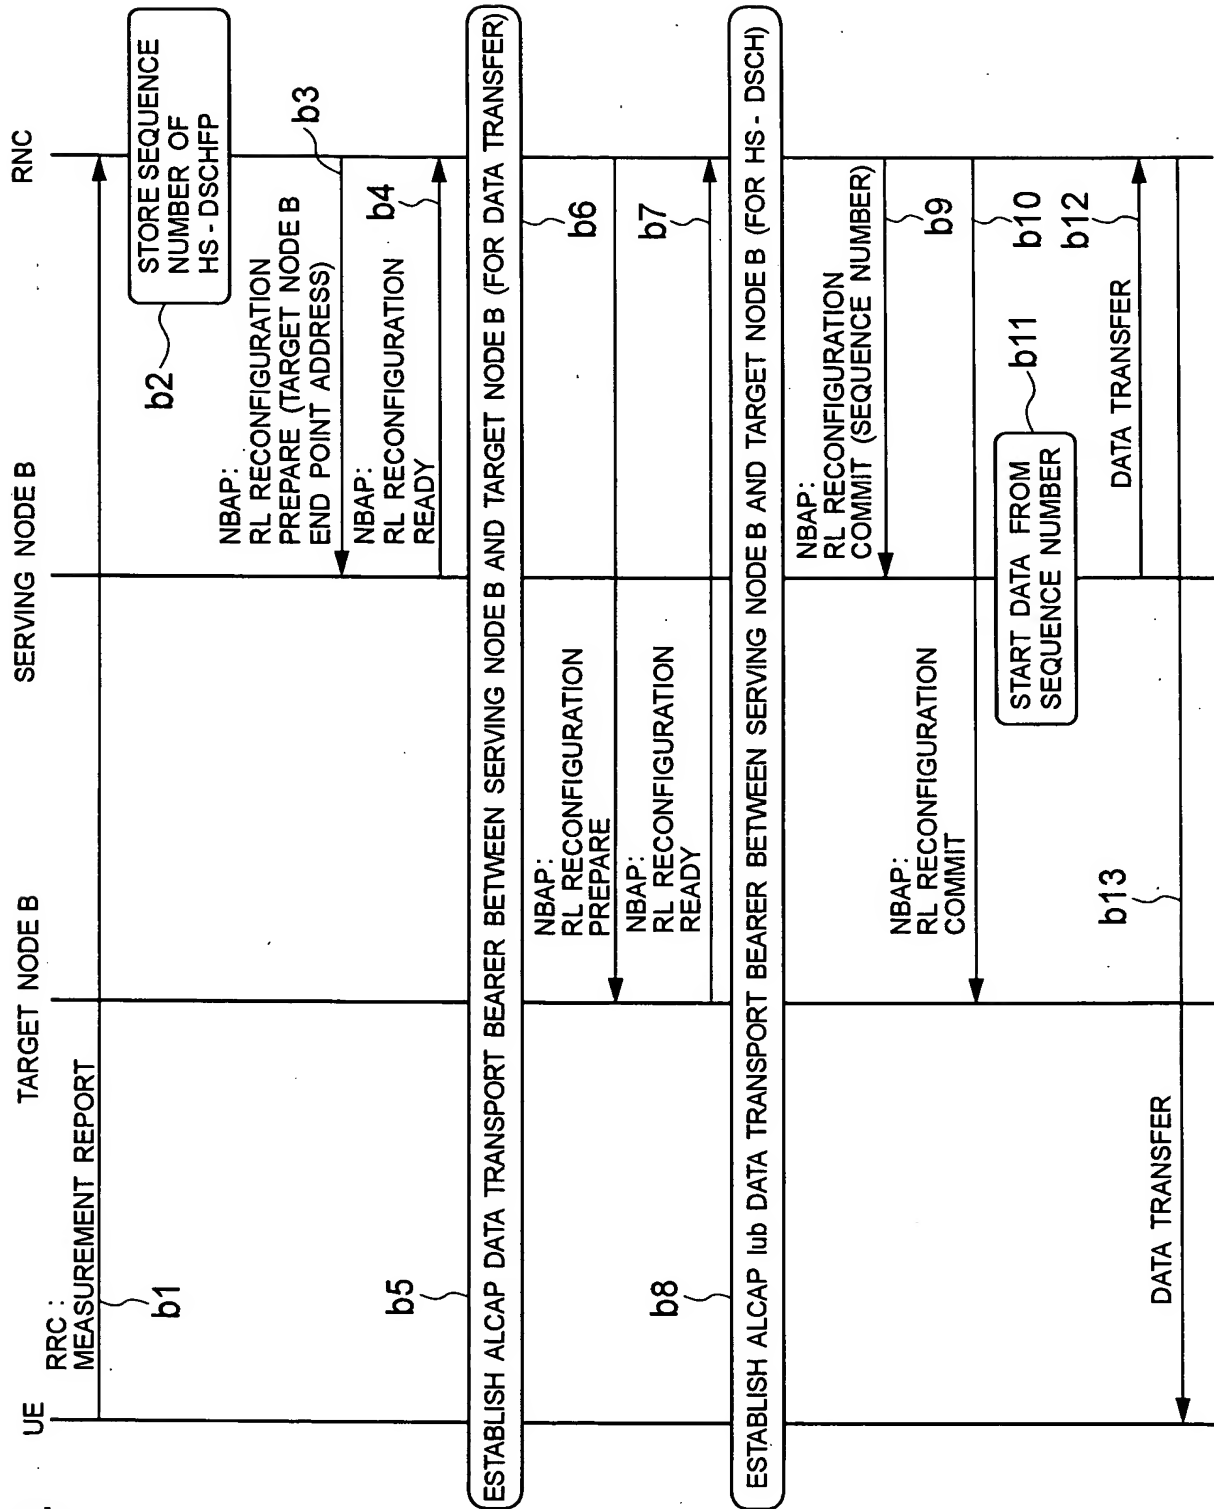 UE
TARGET NODE B
SERVING NODE B
RNC
RRC :
MEASUREMENT REPORT
b1
STORE SEQUENCE
NUMBER OF
HS - DSCHFP
b2
NBAP:
RL RECONFIGURATION
PREPARE (TARGET NODE B
END POINT ADDRESS)
b3
NBAP:
RL RECONFIGURATION
READY
b4
ESTABLISH ALCAP DATA TRANSPORT BEARER BETWEEN SERVING NODE B AND TARGET NODE B (FOR DATA TRANSFER)
b5
NBAP:
RL RECONFIGURATION
PREPARE
b6
NBAP:
RL RECONFIGURATION
READY
b7
ESTABLISH ALCAP Iub DATA TRANSPORT BEARER BETWEEN SERVING NODE B AND TARGET NODE B (FOR HS - DSCH)
b8
NBAP:
RL RECONFIGURATION
COMMIT (SEQUENCE NUMBER)
b9
NBAP:
RL RECONFIGURATION
COMMIT
b10
START DATA FROM
SEQUENCE NUMBER
b11
DATA TRANSFER
b12
DATA TRANSFER
b13